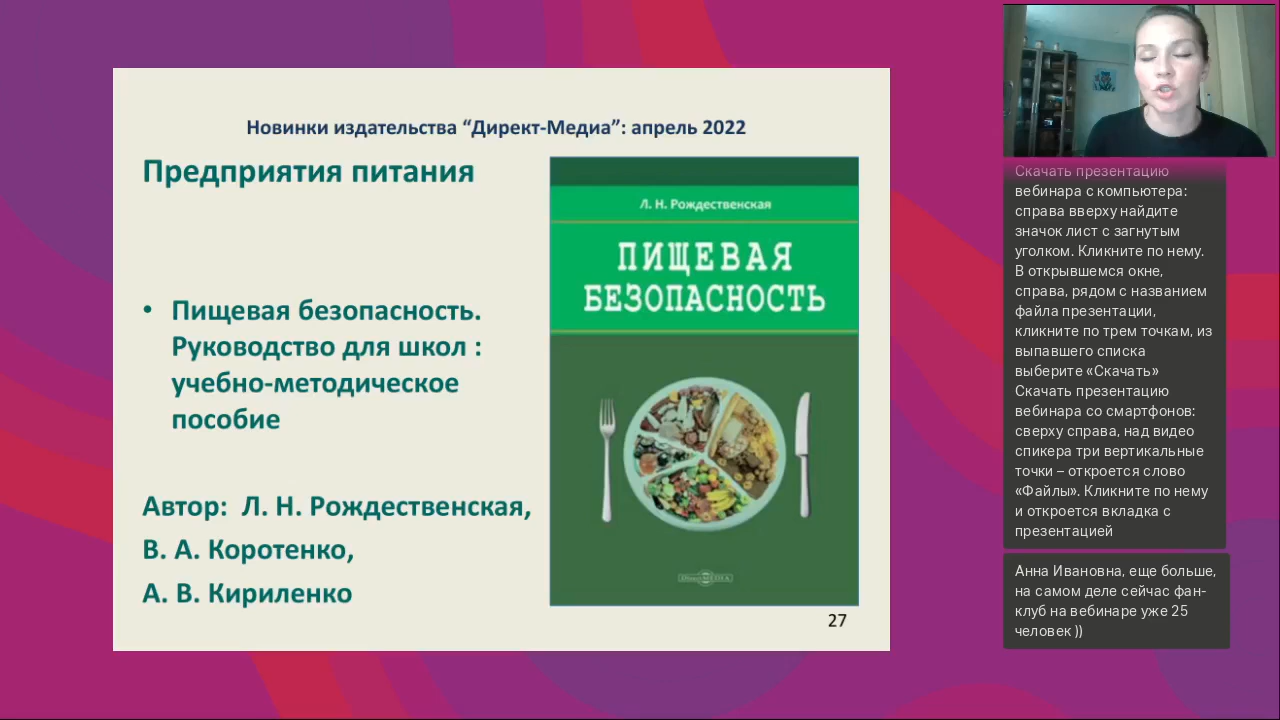 Новинки издательства “Директ-Медиа”: апрель 2022
Предприятия питания
• Пищевая безопасность.
Руководство для школ :
учебно-методическое
пособие
Автор: Л. Н. Рождественская,
В. А. Коротенко,
А. В. Кириленко
Л. Н. Рождественская
ПИЩЕВАЯ
БЕЗОПАСНОСТЬ
27
Скачать презентацию
вебинара с компьютера:
справа вверху найдите
значок лист с загнутым
уголком. Кликните по нему.
В открывшемся окне,
справа, рядом с названием
файла презентации,
кликните по трем точкам, из
выпавшего списка
выберите «Скачать»
Скачать презентацию
вебинара со смартфонов:
сверху справа, над видео
спикера три вертикальные
точки – откроется слово
«Файлы». Кликните по нему
и откроется вкладка с
презентацией
Анна Ивановна, еще больше,
на самом деле сейчас фан-
клуб на вебинаре уже 25
человек ))